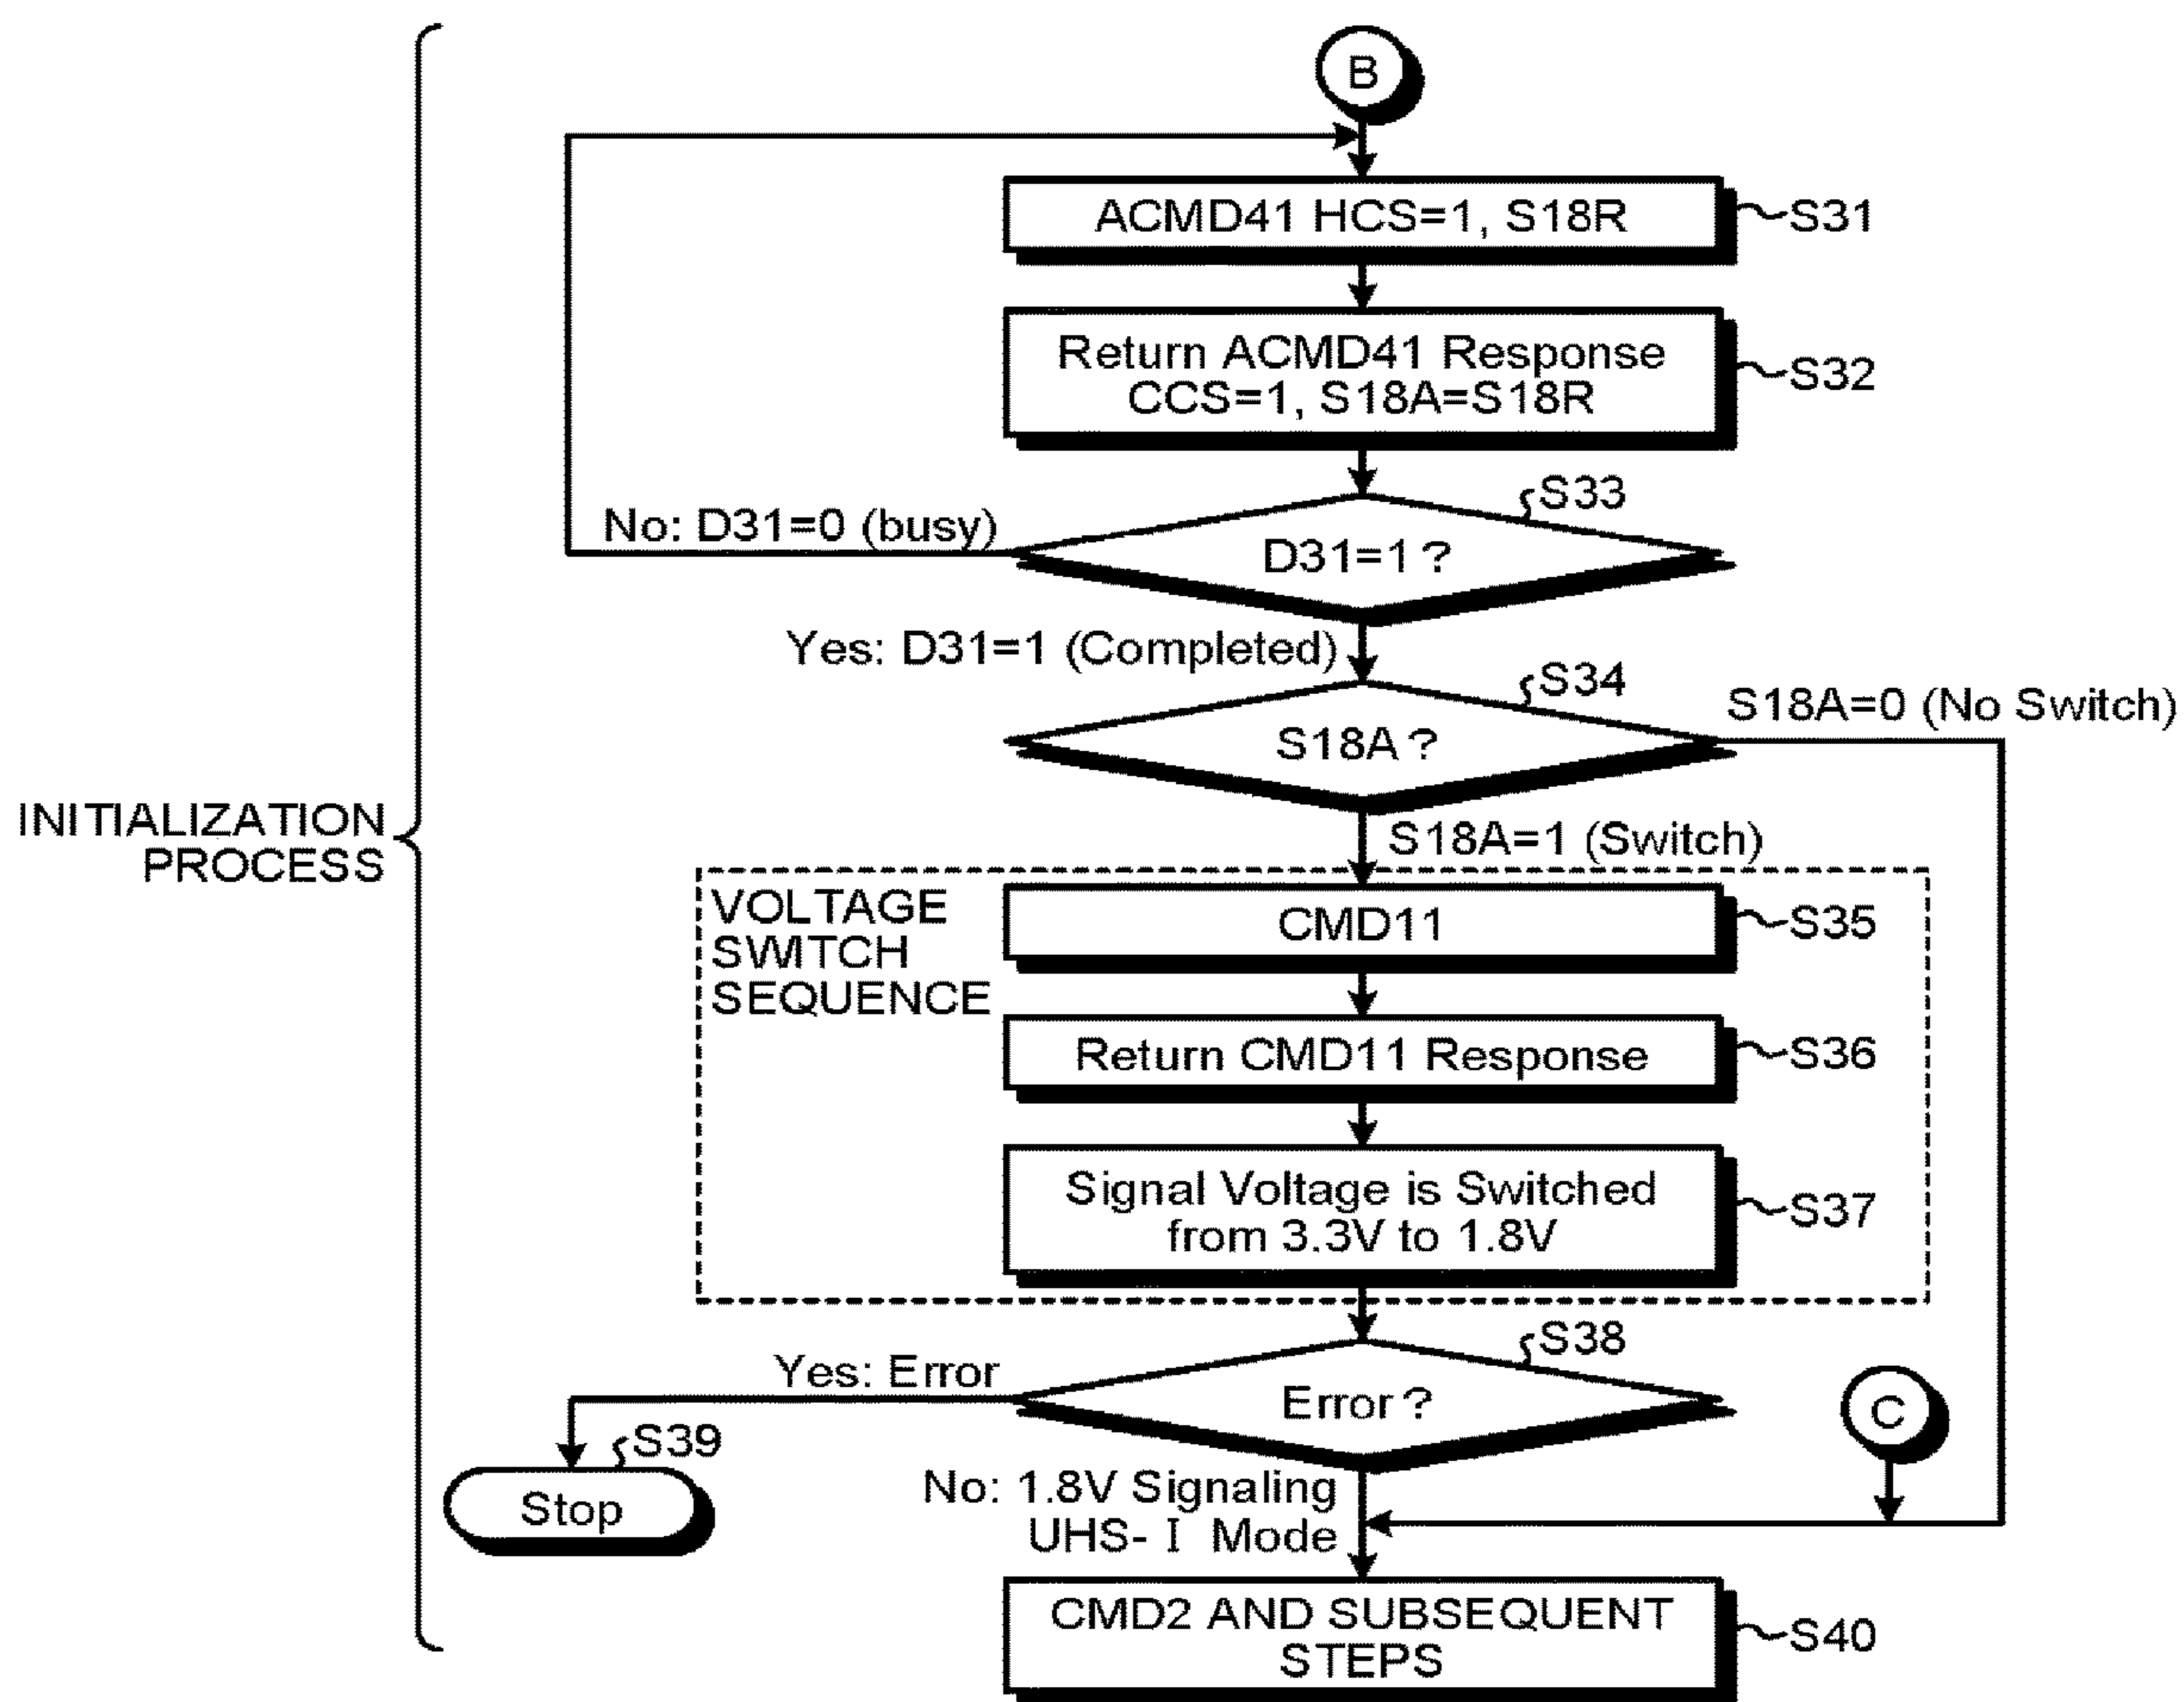 B
ACMD41 HCS=1, S18R
S31
Return ACMD41 Response
CCS=1, S18A=S18R
S32
S33
No: D31=0 (busy)
D31=1 ?
Yes: D31=1 (Completed)
S34
S18A=0 (No Switch)
S18A ?
INITIALIZATION
PROCESS
S18A=1 (Switch)
VOLTAGE
SWITCH
SEQUENCE
CMD11
S35
Return CMD11 Response
S36
Signal Voltage is Switched
from 3.3V to 1.8V
S37
S38
Yes: Error
Error ?
C
S39
Stop
No: 1.8V Signaling
UHS- I Mode
CMD2 AND SUBSEQUENT
STEPS
S40